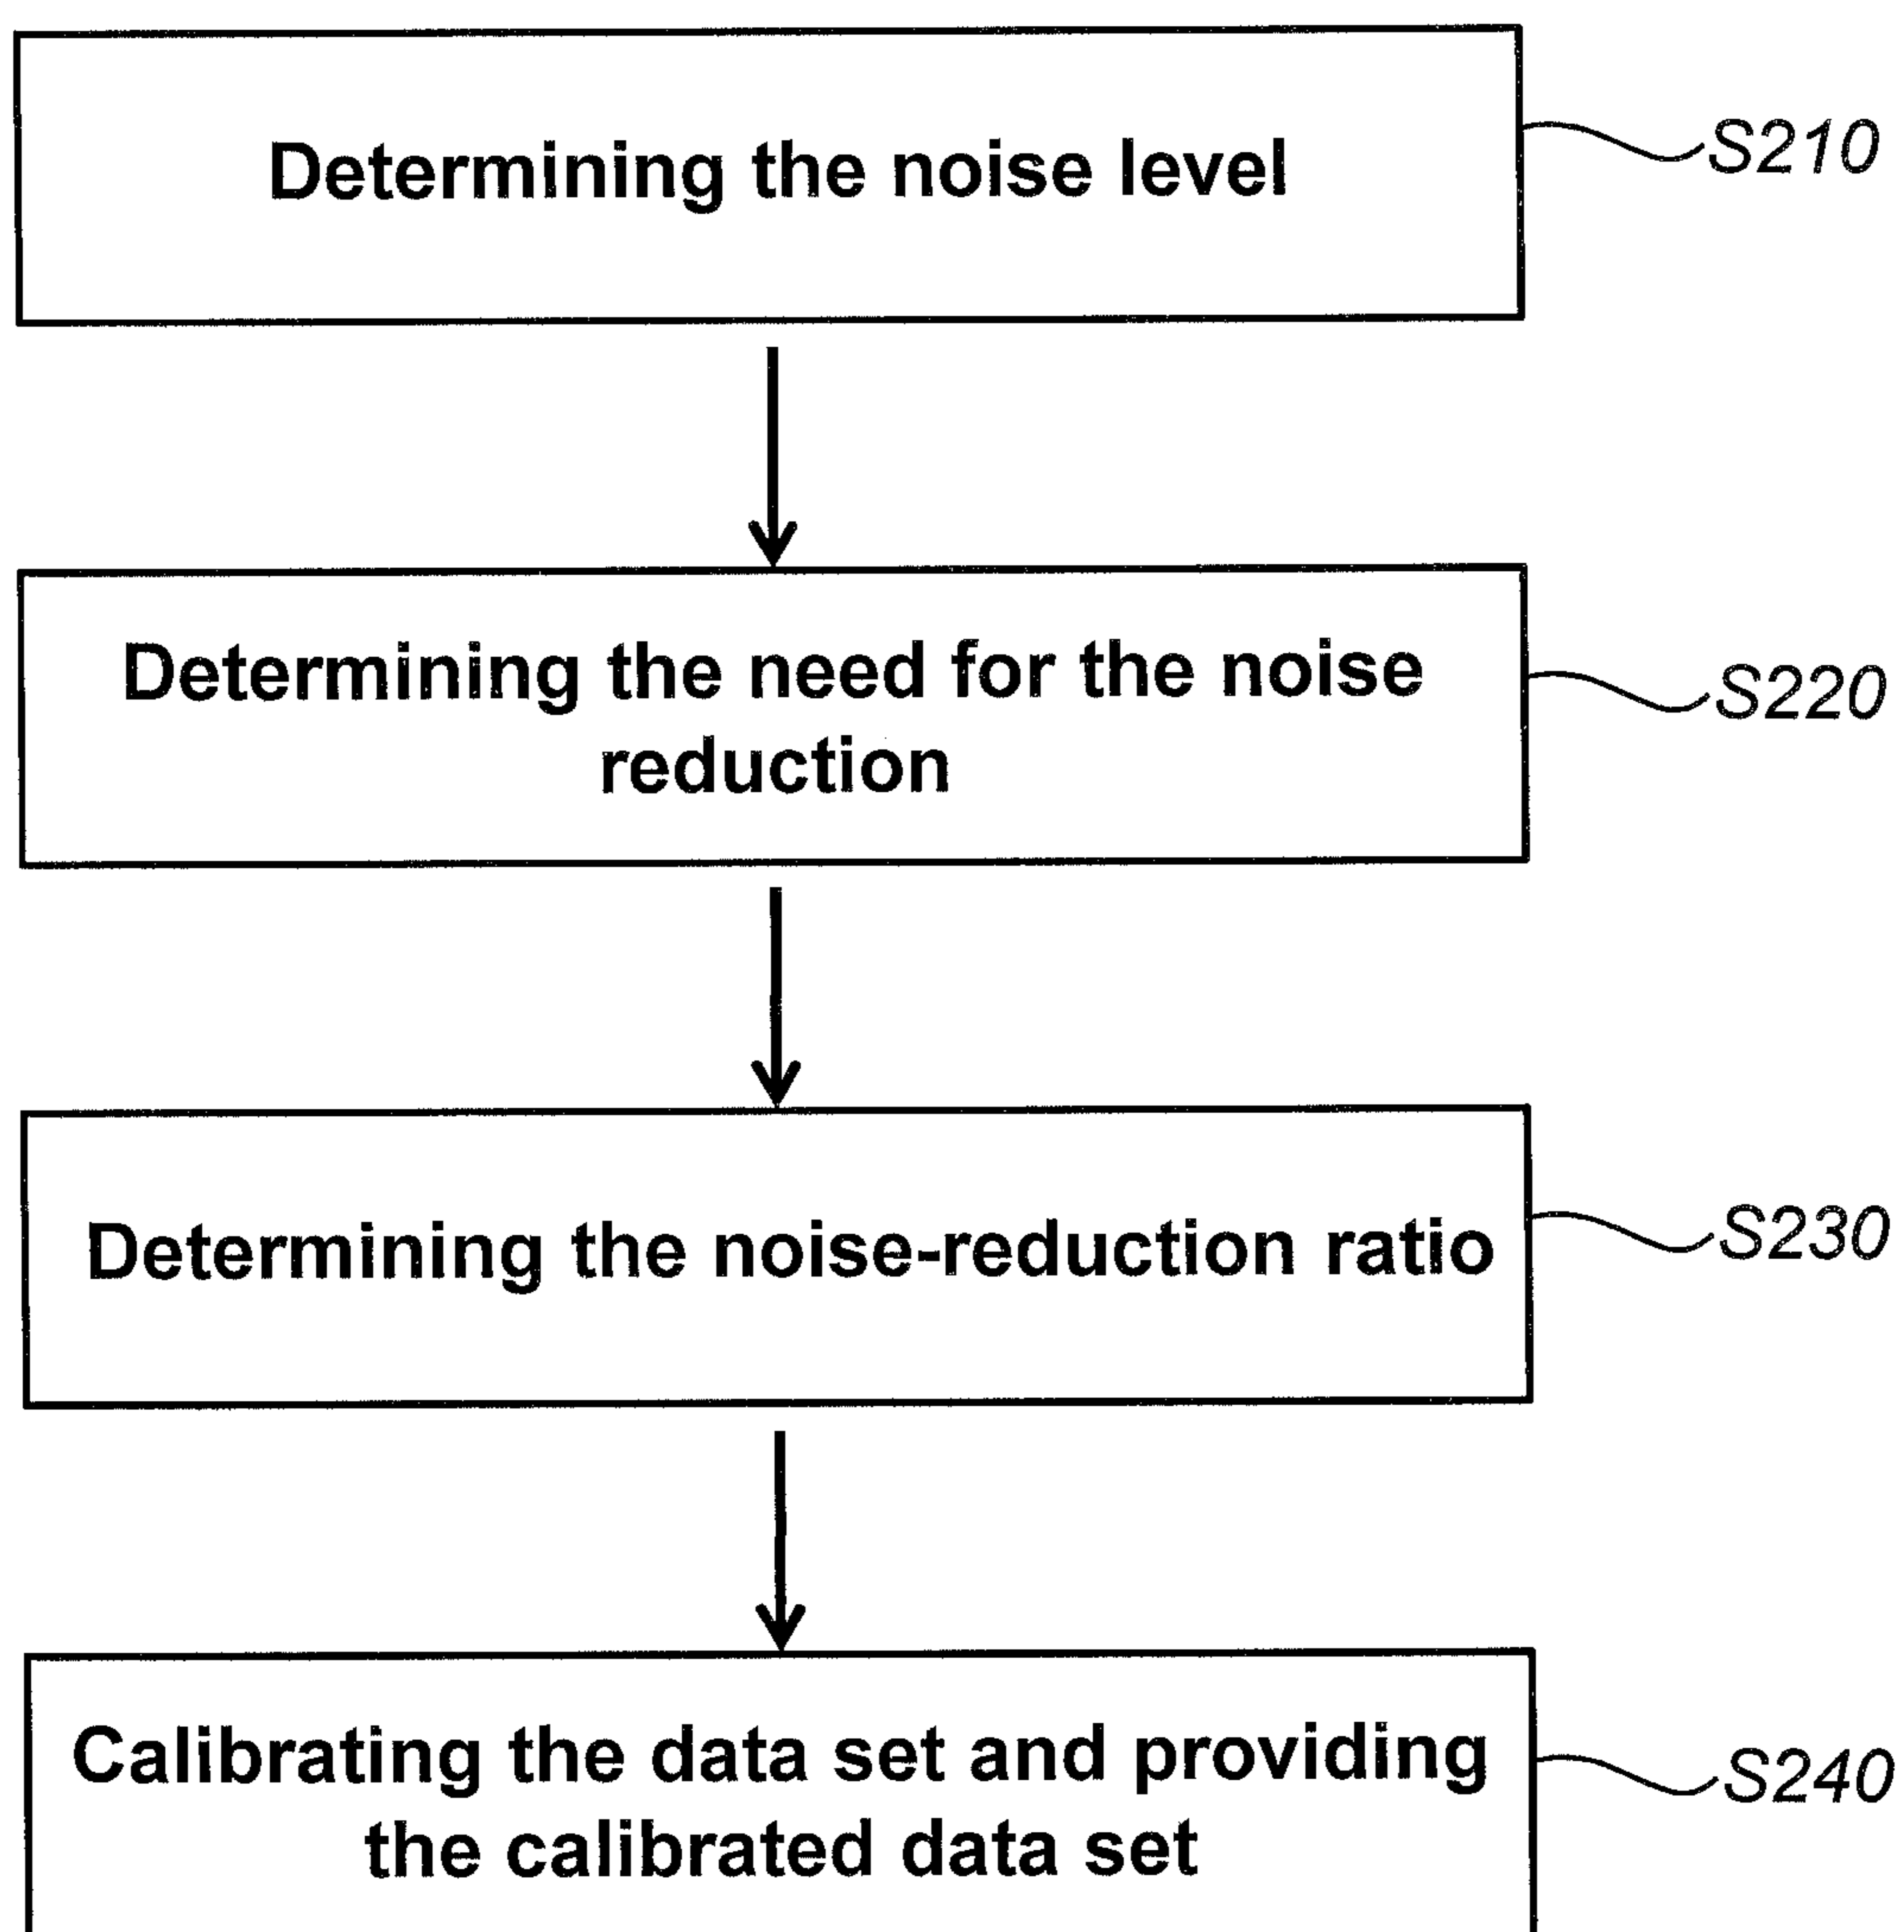 Determining the noise level
S210
Determining the need for the noise
reduction
S220
Determining the noise-reduction ratio
S230
Calibrating the data set and providing
the calibrated data set
S240